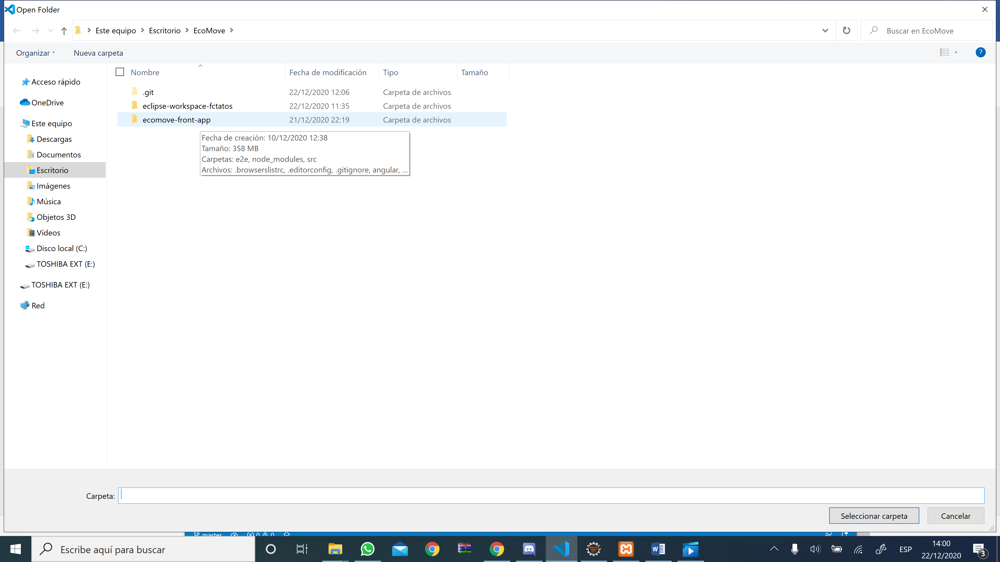 Open Folder
Este equipo Escritorio EcoMove
Buscar en EcoMove
Organizar
Nueva carpeta
?
Nombre Fecha de modificación Tipo Tamaño
Acceso rápido
OneDrive
Este equipo
Descargas
Documentos
Escritorio
Imágenes
Música
Objetos 3D
Vídeos
Disco local (C:)
TOSHIBA EXT (E:)
TOSHIBA EXT (E:)
Red
.git 22/12/2020 12:06 Carpeta de archivos
eclipse-workspace-fctatos 22/12/2020 11:35 Carpeta de archivos
ecomove-front-app 21/12/2020 22:19 Carpeta de archivos
Fecha de creación: 10/12/2020 12:38
Tamaño: 358 MB
Carpetas: e2e, node_modules, src
Archivos: .browserslistrc, .editorconfig, .gitignore, angular, ...
Carpeta:
Seleccionar carpeta Cancelar
master 0 0
Escribe aquí para buscar
Java EE
IDE
W
ESP
14:00
22/12/2020
3